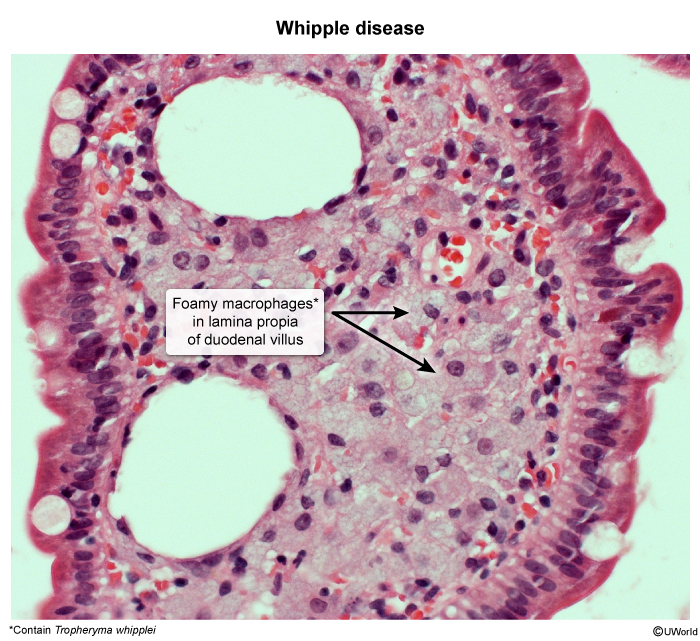 Whipple disease
Foamy macrophages*
in lamina propia
of duodenal villus
*Contain Tropheryma whipplei
©UWorld